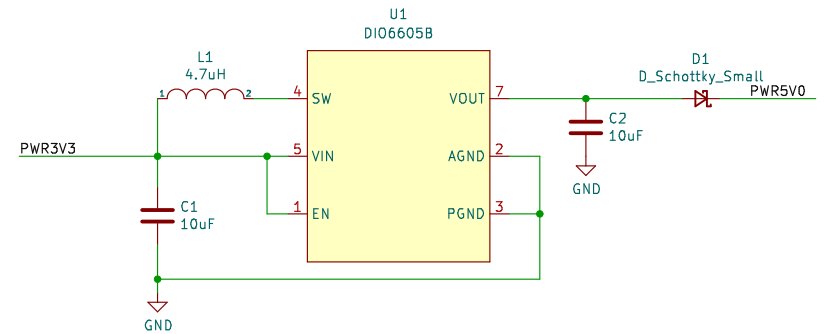 U1
DIO6605B
L1
4.7uH
1
2
4
SW
5
VIN
1
EN
VOUT
7
AGND
2
PGND
3
PWR3V3
C1
10uF
GND
C2
10uF
GND
D1
D_Schottky_Small
PWR5V0